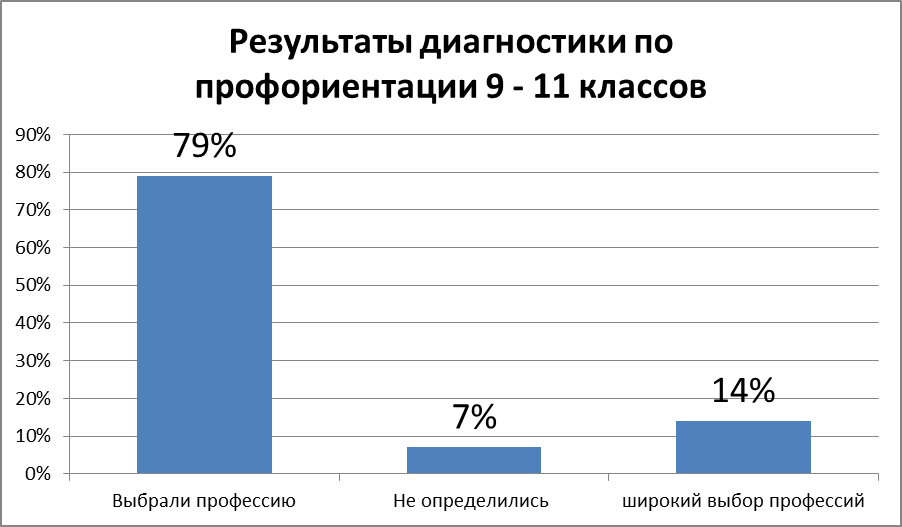 Результаты диагностики по
профориентации 9 - 11 классов
90%
80%
70%
60%
50%
40%
30%
20%
10%
0%
79%
7%
14%
Выбрали профессию
Не определились
широкий выбор профессий